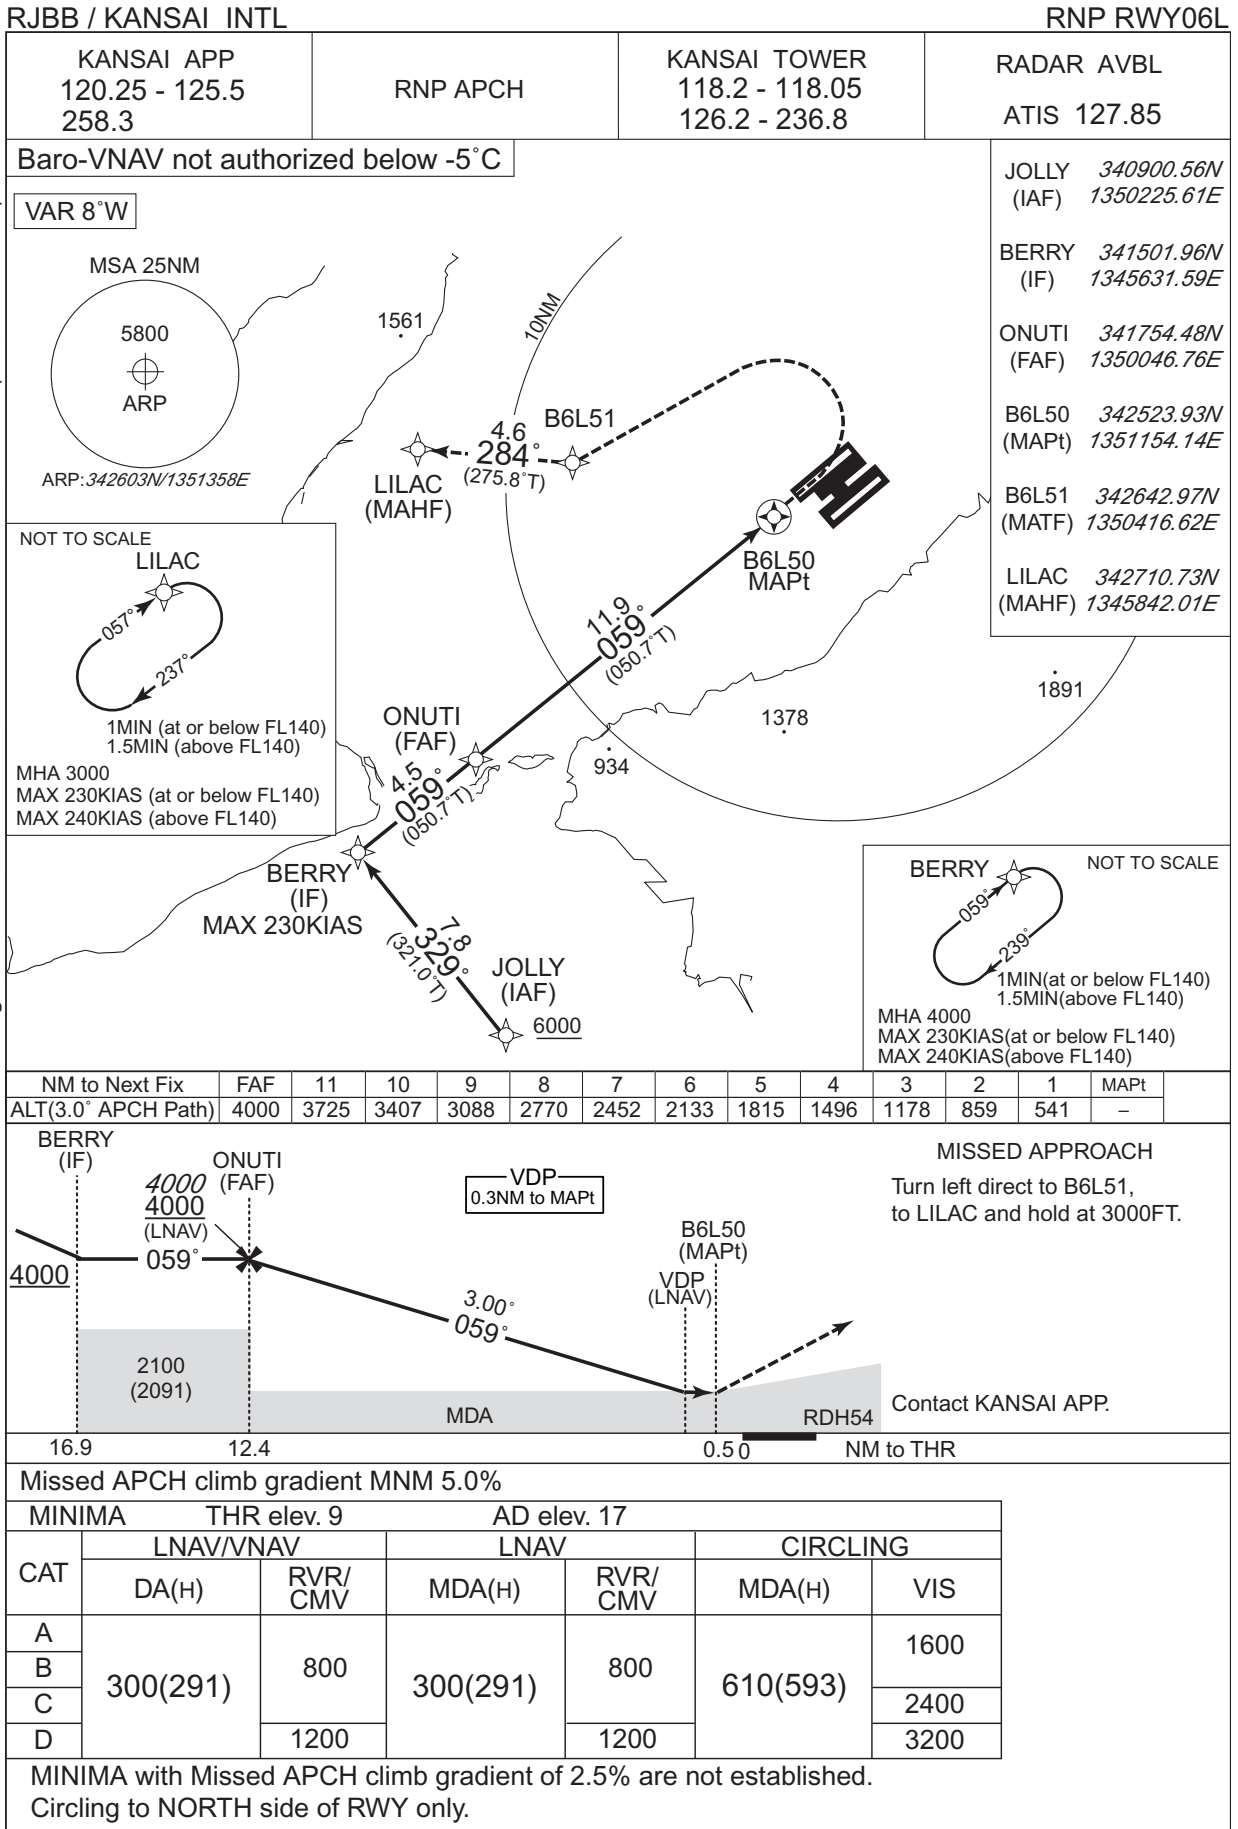 RJBB / KANSAI INTL
RNP RWY06L
KANSAI APP
120.25 - 125.5
258.3
RNP APCH
KANSAI TOWER
118.2 - 118.05
126.2 - 236.8
RADAR AVBL
ATIS 127.85
Baro-VNAV not authorized below -5˚C
VAR 8˚W
MSA 25NM
5800
ARP
ARP:342603N/1351358E
JOLLY 340900.56N
(IAF) 1350225.61E
BERRY 341501.96N
(IF) 1345631.59E
ONUTI 341754.48N
(FAF) 1350046.76E
B6L50 342523.93N
(MAPt) 1351154.14E
B6L51 342642.97N
(MATF) 1350416.62E
LILAC 342710.73N
(MAHF) 1345842.01E
1561
10NM
B6L51
4.6
284˚
(275.8˚T)
LILAC
(MAHF)
B6L50
MAPt
11.9
059˚
(050.7˚T)
NOT TO SCALE
LILAC
057˚
237˚
1MIN (at or below FL140)
1.5MIN (above FL140)
MHA 3000
MAX 230KIAS (at or below FL140)
MAX 240KIAS (above FL140)
1891
1378
934
ONUTI
(FAF)
4.5
059˚
(050.7˚T)
BERRY
(IF)
MAX 230KIAS
7.8
329˚
(321.0˚T)
JOLLY
(IAF)
6000
BERRY
NOT TO SCALE
059˚
239˚
1MIN(at or below FL140)
1.5MIN(above FL140)
MHA 4000
MAX 230KIAS(at or below FL140)
MAX 240KIAS(above FL140)
NM to Next Fix FAF 11 10 9 8 7 6 5 4 3 2 1 MAPt
ALT(3.0˚ APCH Path) 4000 3725 3407 3088 2770 2452 2133 1815 1496 1178 859 541 –
BERRY
(IF)
ONUTI
(FAF)
4000
4000
(LNAV)
059˚
4000
VDP
0.3NM to MAPt
3.00˚
059˚
B6L50
(MAPt)
VDP
(LNAV)
MISSED APPROACH
Turn left direct to B6L51,
to LILAC and hold at 3000FT.
2100
(2091)
MDA
RDH54
Contact KANSAI APP.
16.9 12.4 0.5 0 NM to THR
Missed APCH climb gradient MNM 5.0%
MINIMA THR elev. 9 AD elev. 17
CAT LNAV/VNAV LNAV CIRCLING
DA(H) RVR/CMV MDA(H) RVR/CMV MDA(H) VIS
A
B
C
D
300(291)
800
1200
300(291)
800
1200
610(593)
1600
2400
3200
MINIMA with Missed APCH climb gradient of 2.5% are not established.
Circling to NORTH side of RWY only.